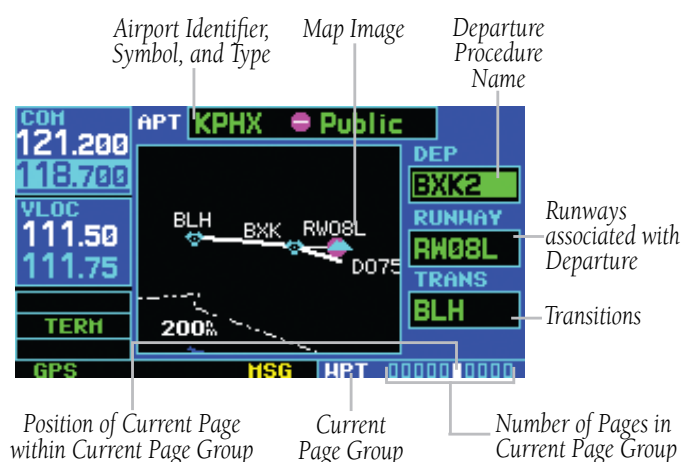 Airport Identifier,
Symbol, and Type
Map Image
Departure
Procedure
Name
COM
121.200
118.700
VLOC
111.50
111.75
TERM
GPS
APT KPHX Public
BLH
BXK
RW08L
D075
200nm
MSG
WPT
DEP
BXK2
RUNWAY
RW08L
TRANS
BLH
Runways
associated with
Departure
Transitions
Position of Current Page
within Current Page Group
Current
Page Group
Number of Pages in
Current Page Group